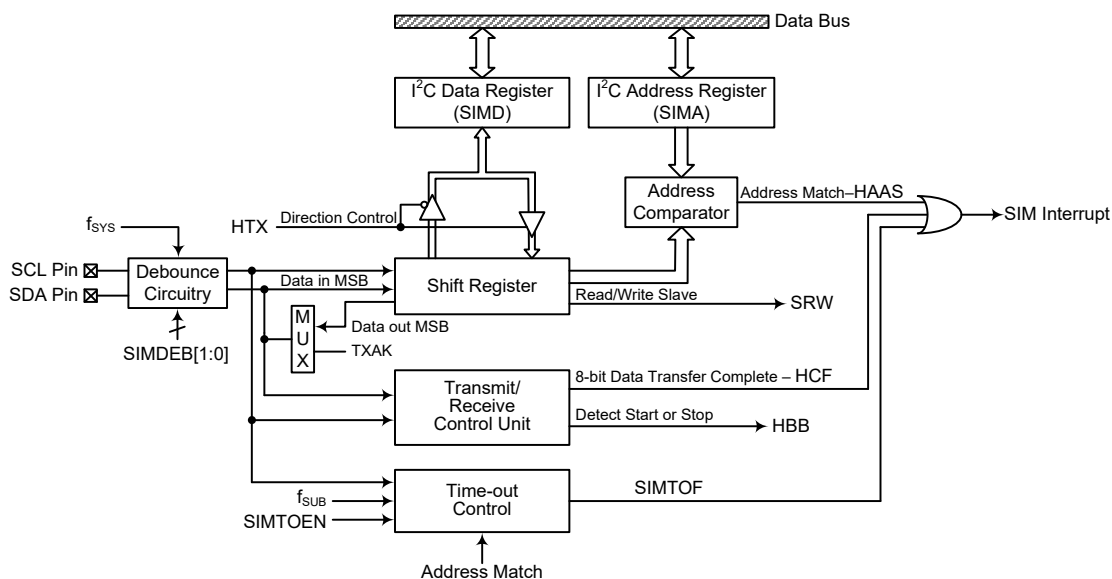 Data Bus
I²C Data Register
(SIMD)
I²C Address Register
(SIMA)
Address
Comparator
Address Match–HAAS
SIM Interrupt
HTX
Direction Control
fSYS
SCL Pin
SDA Pin
Debounce
Circuitry
SIMDEB[1:0]
Data in MSB
Shift Register
Read/Write Slave
SRW
M
U
X
Data out MSB
TXAK
Transmit/
Receive
Control Unit
8-bit Data Transfer Complete – HCF
Detect Start or Stop
HBB
fSUB
SIMTOEN
Time-out
Control
SIMTOF
Address Match